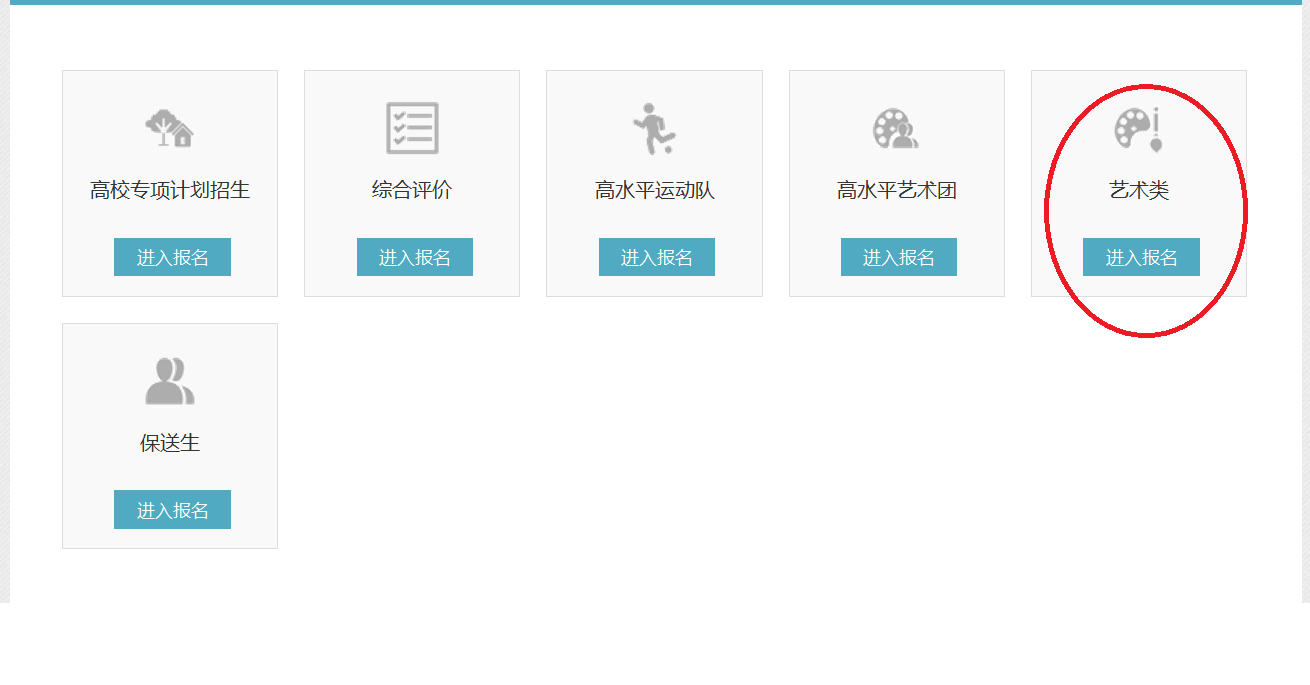 高校专项计划招生
进入报名
综合评价
进入报名
高水平运动队
进入报名
高水平艺术团
进入报名
艺术类
进入报名
保送生
进入报名